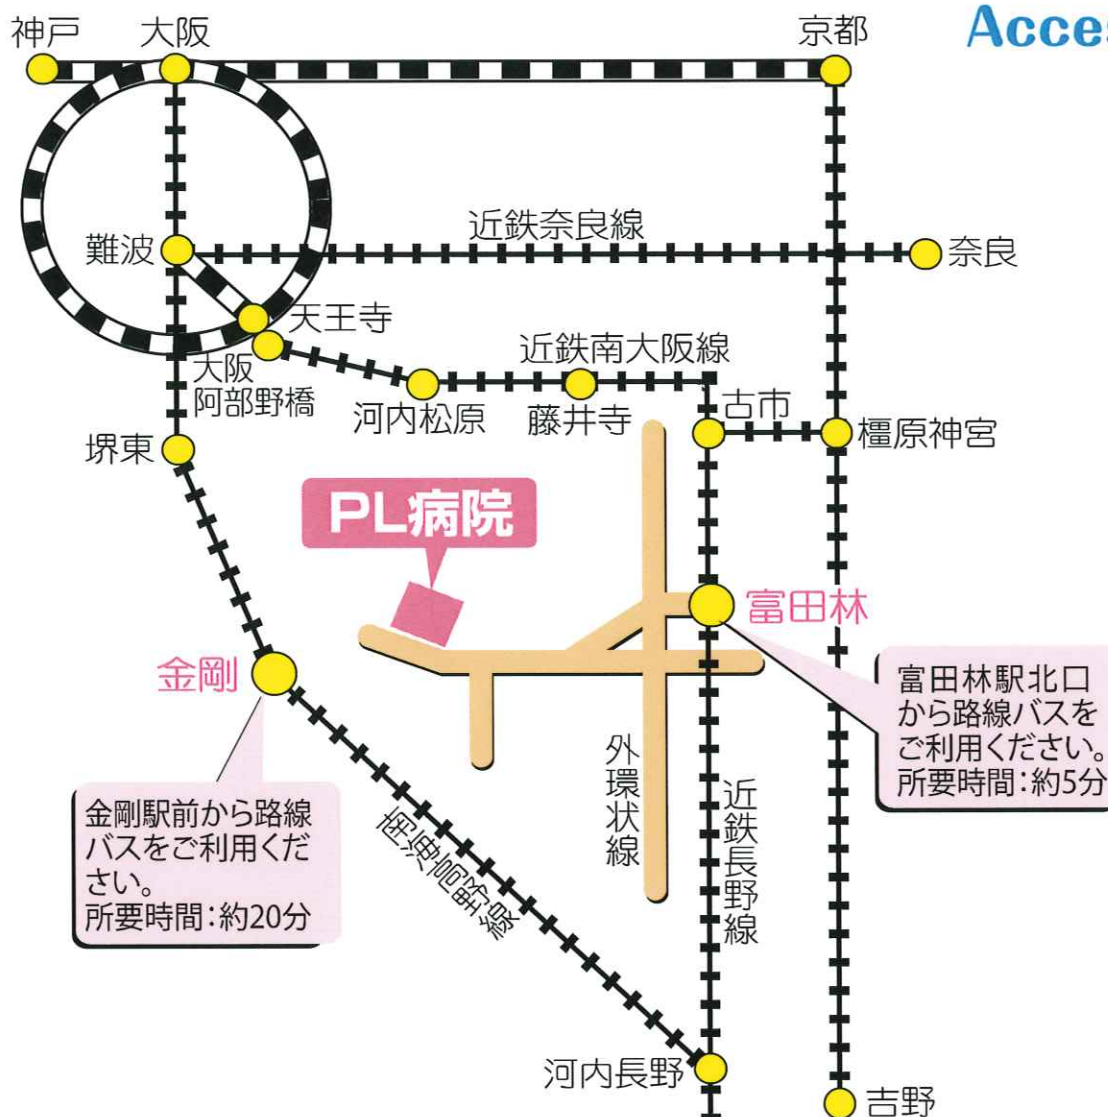 Acces
神戸
大阪
京都
難波
近鉄奈良線
奈良
天王寺
大阪
阿部野橋
近鉄南大阪線
河内松原
藤井寺
古市
橿原神宮
堺東
PL病院
富田林
金剛
富田林駅北口
から路線バスを
ご利用ください。
所要時間：約5分
外環状線
近鉄長野線
南海高野線
金剛駅前から路線
バスをご利用くだ
さい。
所要時間：約20分
河内長野
吉野